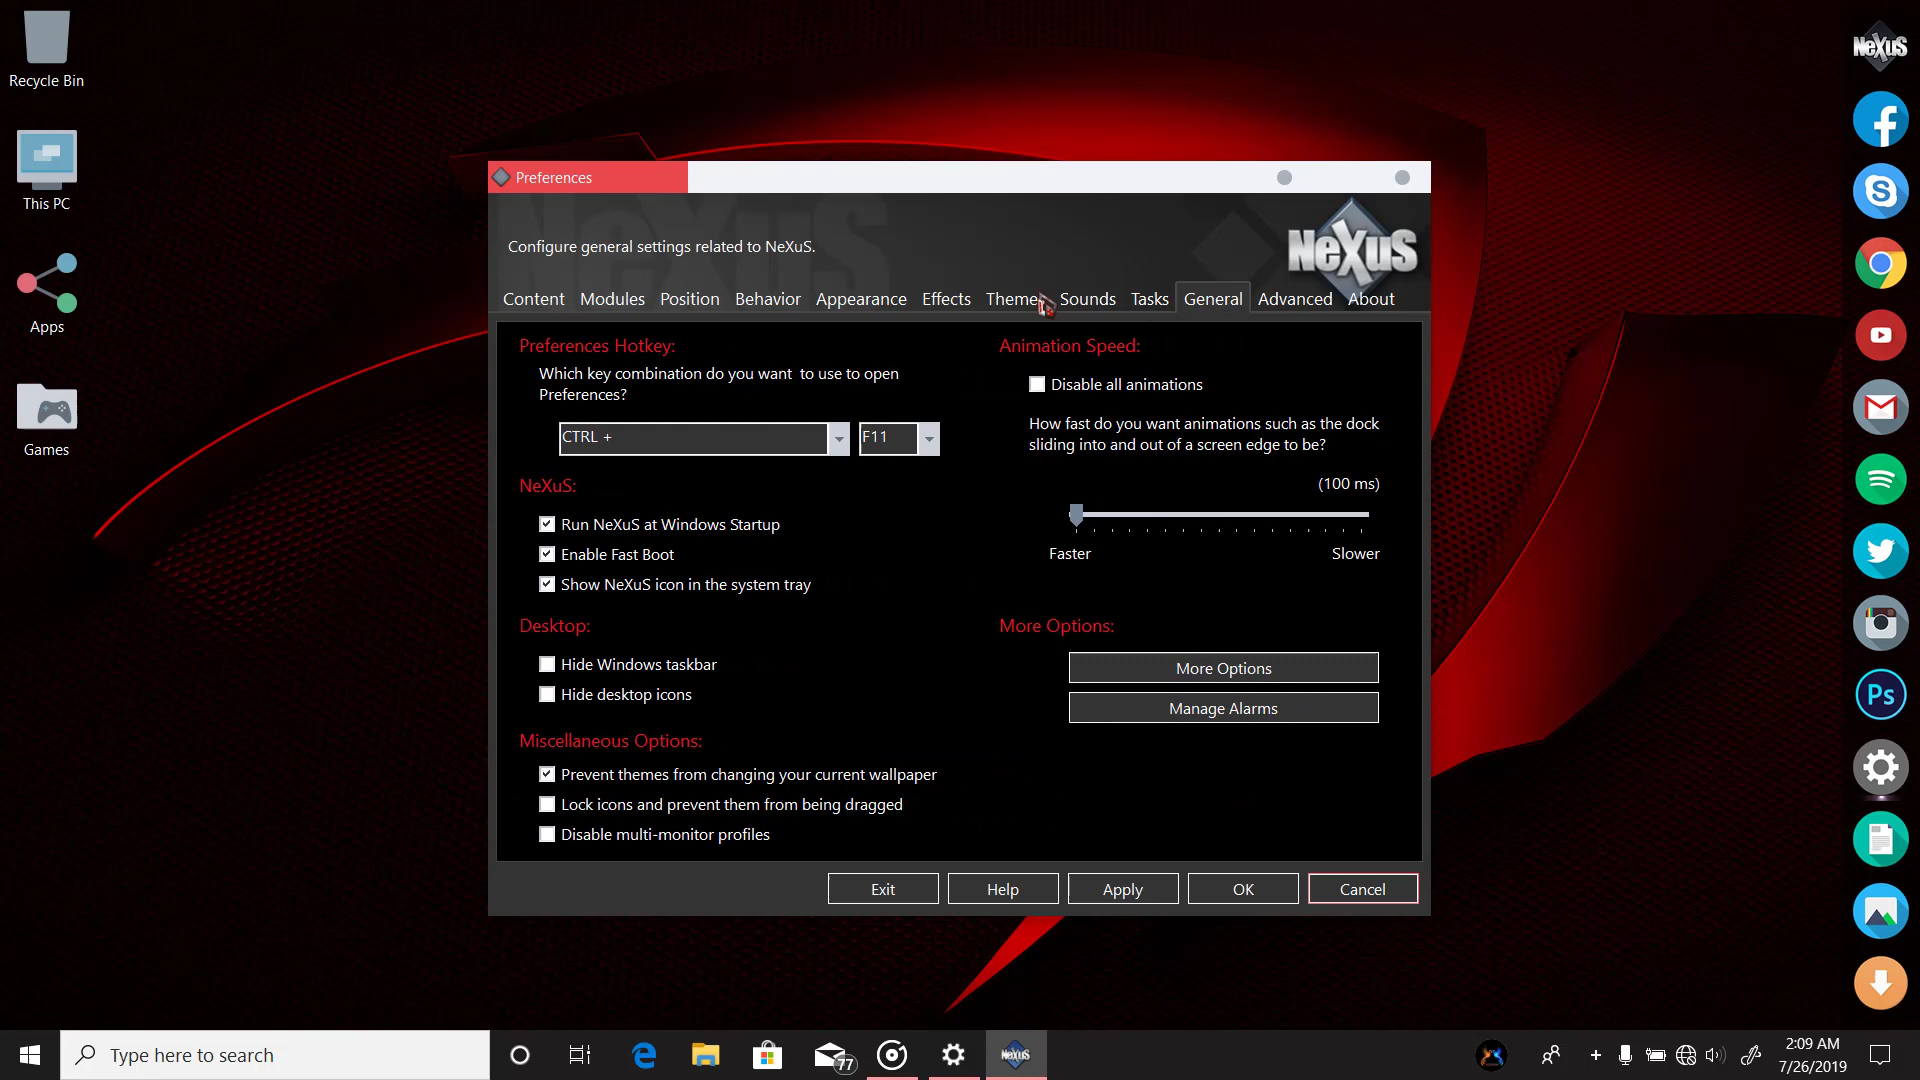 Recycle Bin
This PC
Apps
Games
NeXuS
Preferences
Configure general settings related to NeXuS.
NeXuS
Content Modules Position Behavior Appearance Effects Theme Sounds Tasks General Advanced About
Preferences Hotkey:
Which key combination do you want to use to open
Preferences?
CTRL +
F11
NeXuS:
Run NeXuS at Windows Startup
Enable Fast Boot
Show NeXuS icon in the system tray
Desktop:
Hide Windows taskbar
Hide desktop icons
Miscellaneous Options:
Prevent themes from changing your current wallpaper
Lock icons and prevent them from being dragged
Disable multi-monitor profiles
Animation Speed:
Disable all animations
How fast do you want animations such as the dock
sliding into and out of a screen edge to be?
(100 ms)
Faster Slower
More Options:
More Options
Manage Alarms
Exit Help Apply OK Cancel
Ps
Type here to search
77
NeXuS
2:09 AM
7/26/2019